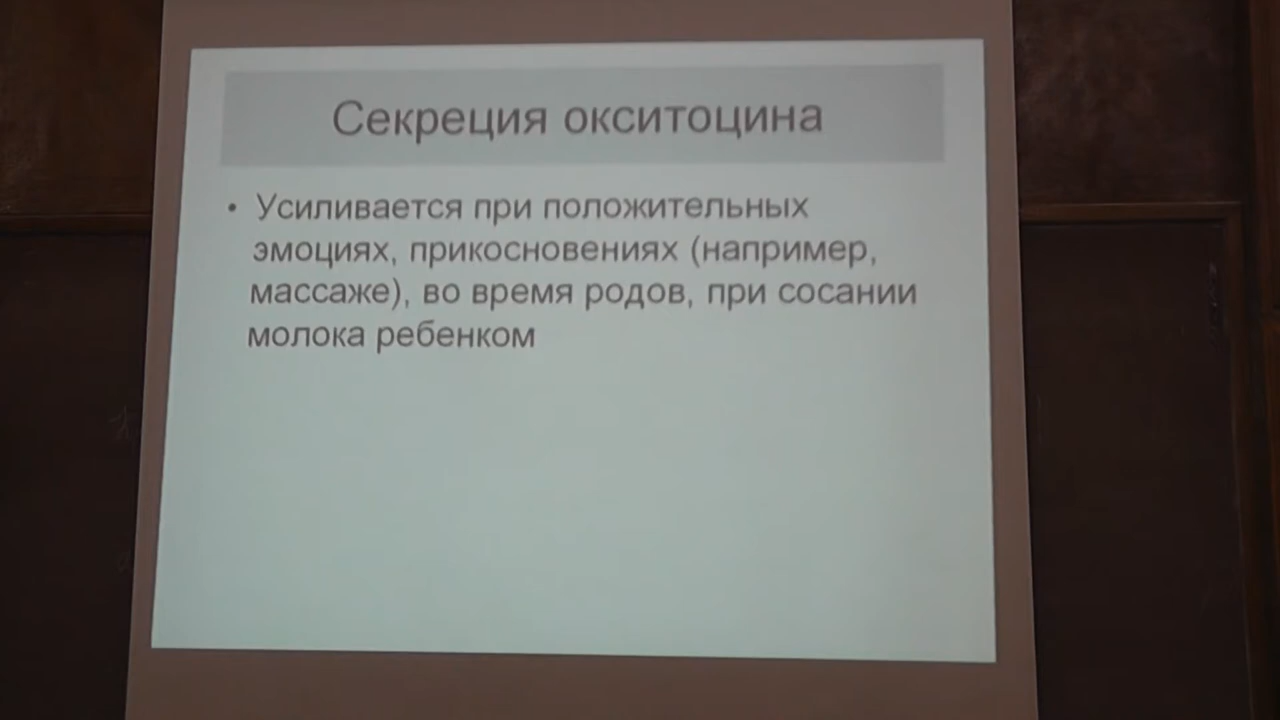 Секреция окситоцина
• Усиливается при положительных
эмоциях, прикосновениях (например,
массаже), во время родов, при сосании
молока ребенком